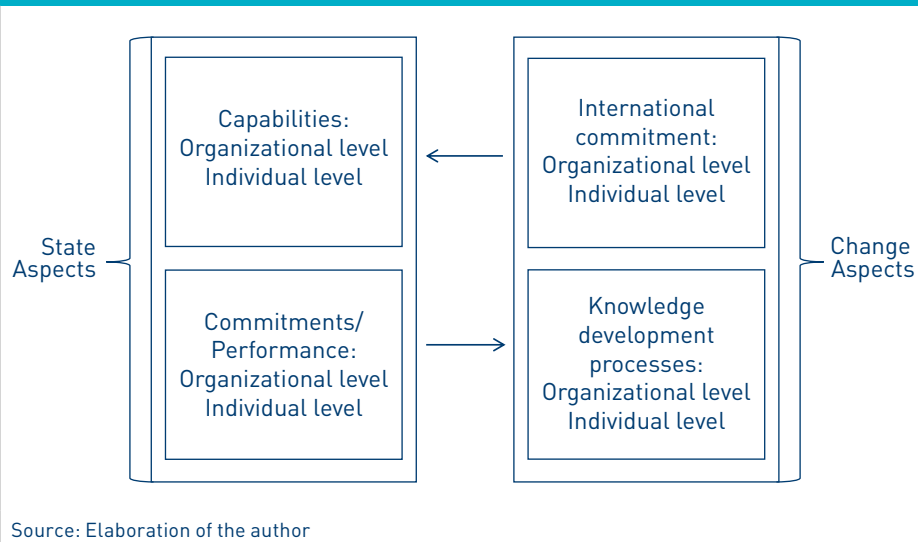 State
Aspects
Capabilities:
Organizational level
Individual level
Commitments/
Performance:
Organizational level
Individual level
International
commitment:
Organizational level
Individual level
Knowledge
development
processes:
Organizational level
Individual level
Change
Aspects
Source: Elaboration of the author